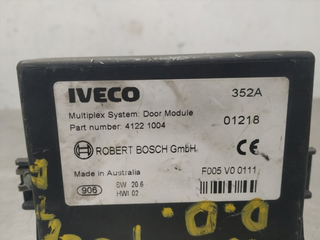 IVECO 352A
Multiplex System: Door Module 01218
Part number: 4122 1004
ROBERT BOSCH GmbH CE
Made in Australia F005 V0 0111
906 SW 20.6
HWI 02
D.D.